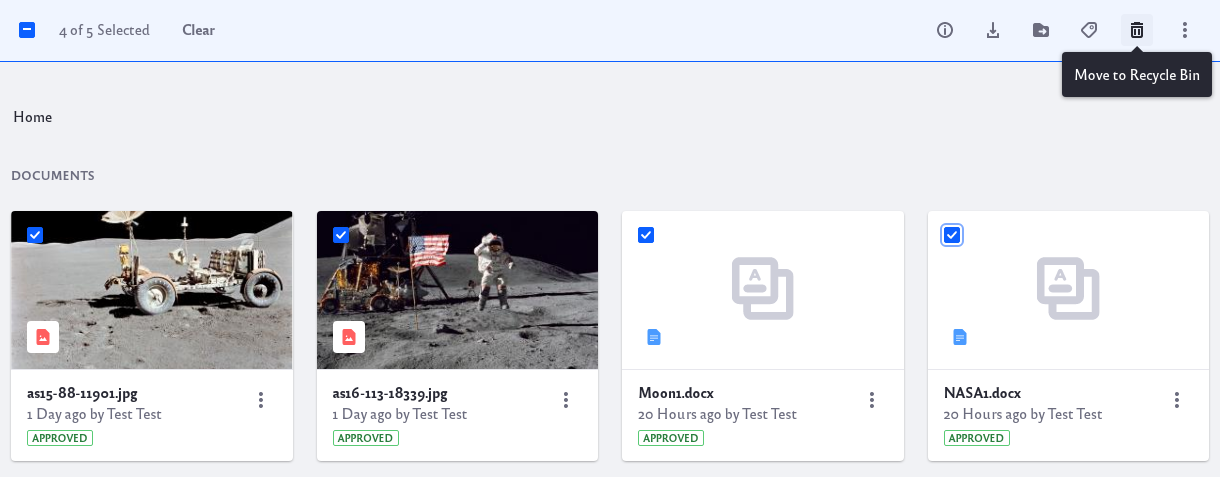 4 of 5 Selected Clear
Move to Recycle Bin
Home
DOCUMENTS
as15-88-11901.jpg
1 Day ago by Test Test
APPROVED
as16-113-18339.jpg
1 Day ago by Test Test
APPROVED
A
Moon1.docx
20 Hours ago by Test Test
APPROVED
A
NASA1.docx
20 Hours ago by Test Test
APPROVED